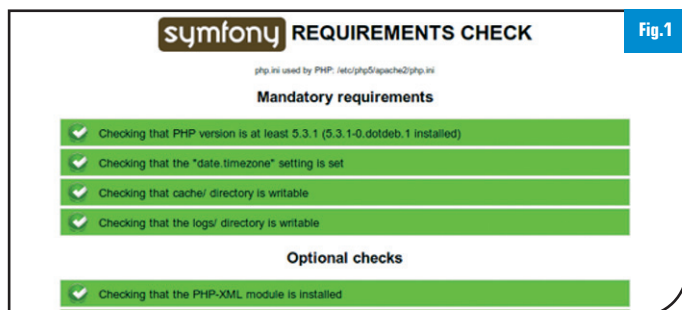 symfony REQUIREMENTS CHECK
Fig.1
php.ini used by PHP: /etc/php5/apache2/php.ini
Mandatory requirements
Checking that PHP version is at least 5.3.1 (5.3.1-0.dotdeb.1 installed)
Checking that the "date.timezone" setting is set
Checking that cache/ directory is writable
Checking that the logs/ directory is writable
Optional checks
Checking that the PHP-XML module is installed